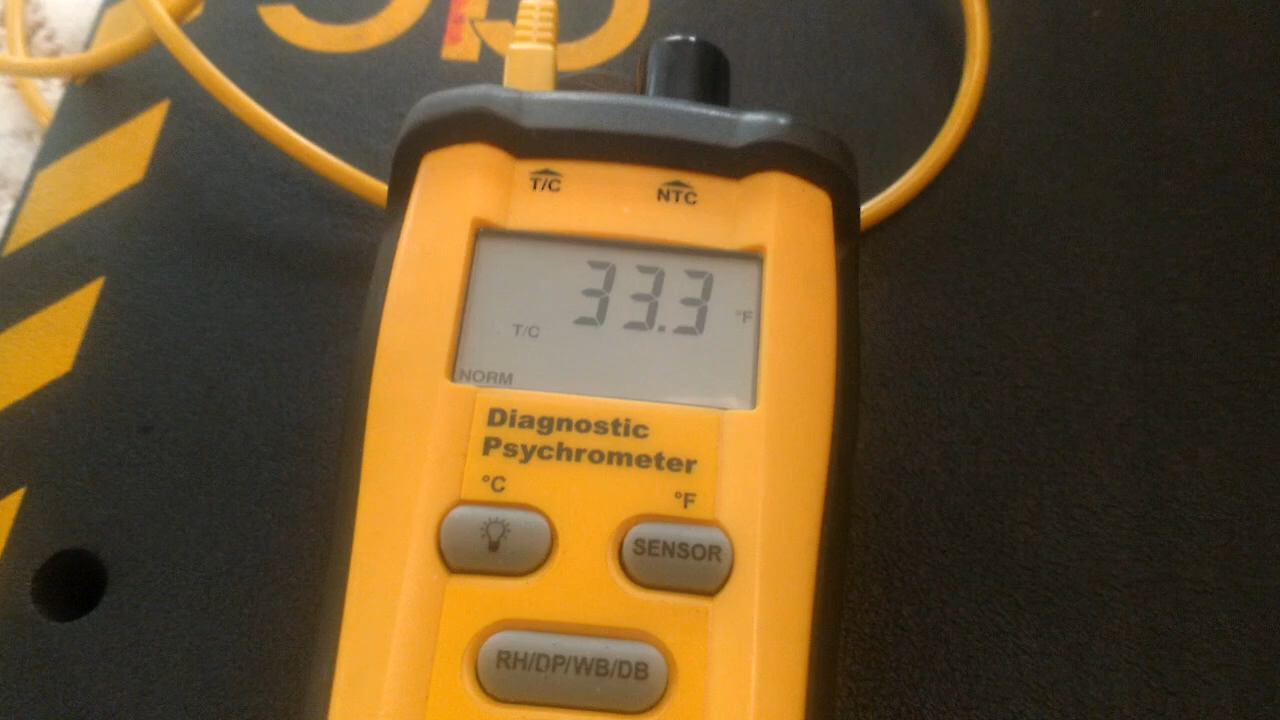 T/C NTC
33.3 °F
T/C
NORM
Diagnostic
Psychrometer
°C °F
SENSOR
RH/DP/WB/DB